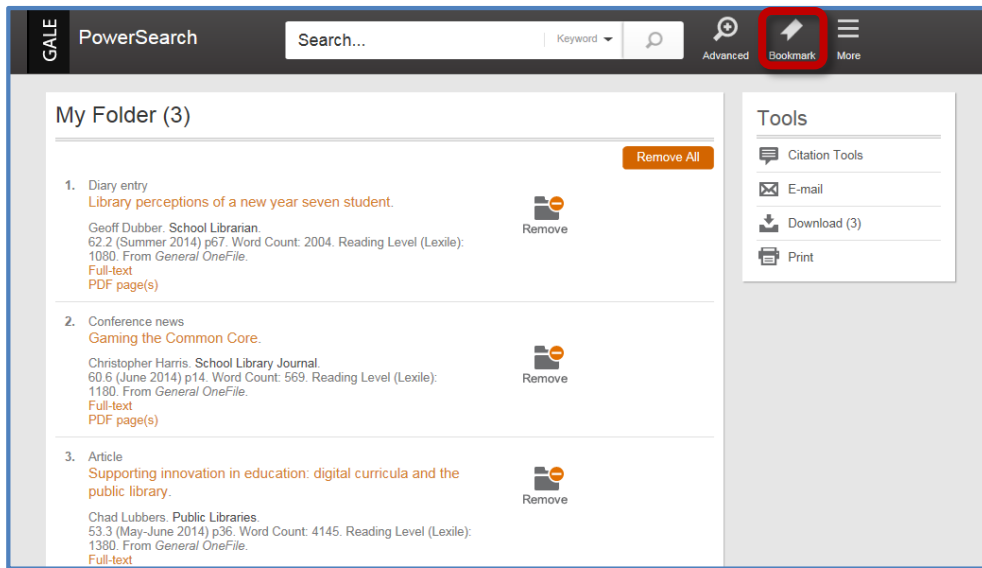 GALE
PowerSearch
Search...
Keyword
Advanced
Bookmark
More
My Folder (3)
Remove All
1. Diary entry
Library perceptions of a new year seven student.
Geoff Dubber. School Librarian.
62.2 (Summer 2014) p67. Word Count: 2004. Reading Level (Lexile):
1080. From General OneFile.
Full-text
PDF page(s)
Remove
2. Conference news
Gaming the Common Core.
Christopher Harris. School Library Journal.
60.6 (June 2014) p14. Word Count: 569. Reading Level (Lexile):
1180. From General OneFile.
Full-text
PDF page(s)
Remove
3. Article
Supporting innovation in education: digital curricula and the
public library.
Chad Lubbers. Public Libraries.
53.3 (May-June 2014) p36. Word Count: 4145. Reading Level (Lexile):
1380. From General OneFile.
Full-text
Remove
Tools
Citation Tools
E-mail
Download (3)
Print